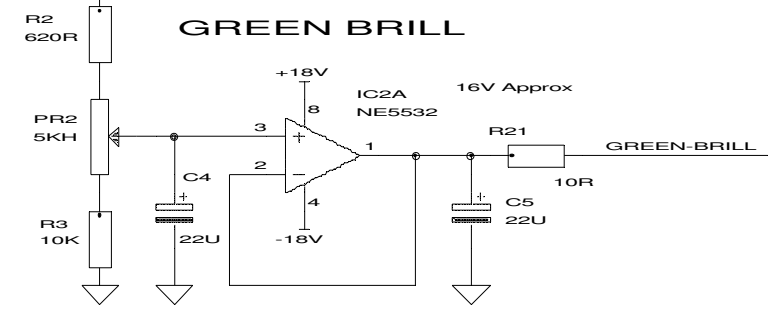 R2
620R
GREEN BRILL
+18V
8
IC2A
NE5532
16V Approx
PR2
5KH
3
+
1
R21
GREEN-BRILL
2
−
10R
C4
+
22U
4
-18V
C5
+
22U
R3
10K